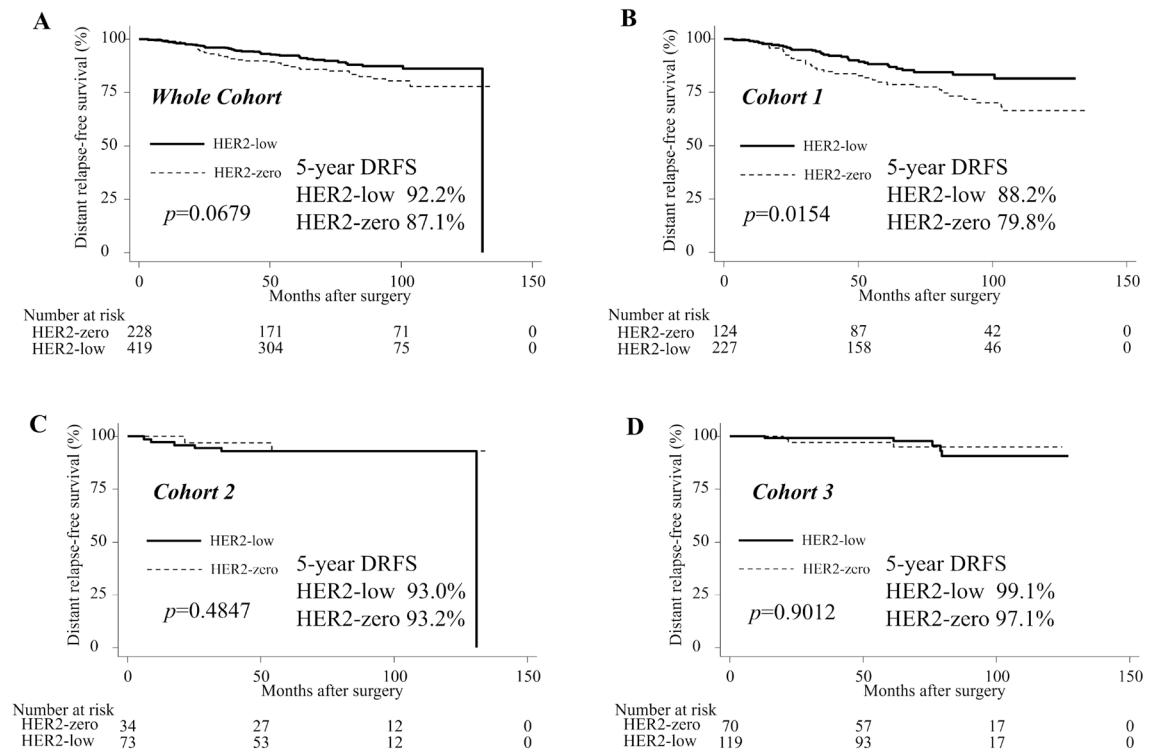 A
Distant relapse-free survival (%)
100
75
50
25
0
Whole Cohort
HER2-low
HER2-zero
p=0.0679
5-year DRFS
HER2-low 92.2%
HER2-zero 87.1%
0 50 100 150
Months after surgery
Number at risk
HER2-zero 228 171 71 0
HER2-low 419 304 75 0
B
Distant relapse-free survival (%)
100
75
50
25
0
Cohort 1
HER2-low
HER2-zero
p=0.0154
5-year DRFS
HER2-low 88.2%
HER2-zero 79.8%
0 50 100 150
Months after surgery
Number at risk
HER2-zero 124 87 42 0
HER2-low 227 158 46 0
C
Distant relapse-free survival (%)
100
75
50
25
0
Cohort 2
HER2-low
HER2-zero
p=0.4847
5-year DRFS
HER2-low 93.0%
HER2-zero 93.2%
0 50 100 150
Months after surgery
Number at risk
HER2-zero 34 27 12 0
HER2-low 73 53 12 0
D
Distant relapse-free survival (%)
100
75
50
25
0
Cohort 3
HER2-low
HER2-zero
p=0.9012
5-year DRFS
HER2-low 99.1%
HER2-zero 97.1%
0 50 100 150
Months after surgery
Number at risk
HER2-zero 70 57 17 0
HER2-low 119 93 17 0